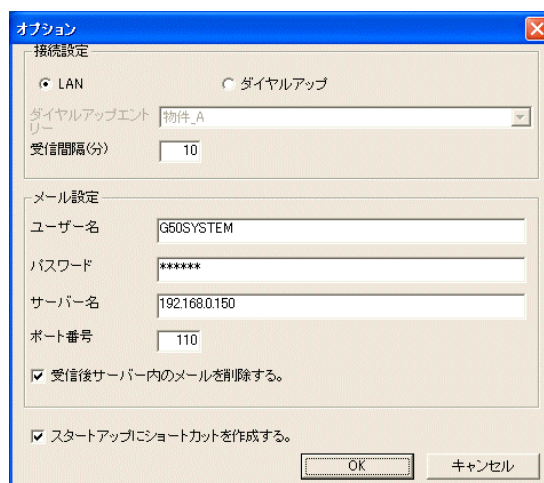 オプション
接続設定
LAN
ダイヤルアップ
ダイヤルアップエント
リー
物件_A
受信間隔(分)
10
メール設定
ユーザー名
G50SYSTEM
パスワード
******
サーバー名
192.168.0.150
ポート番号
110
受信後サーバー内のメールを削除する。
スタートアップにショートカットを作成する。
OK
キャンセル